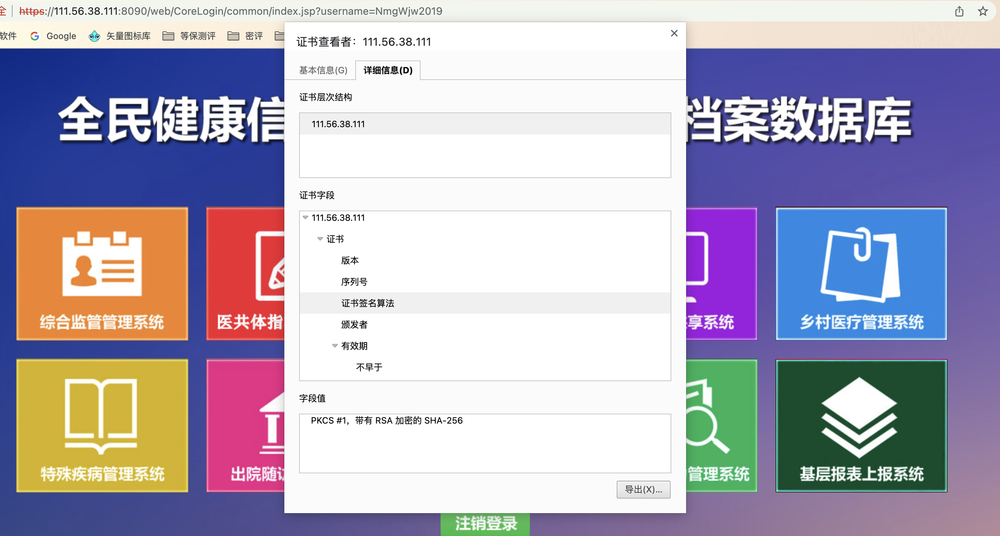 全 https://111.56.38.111:8090/web/CoreLogin/common/index.jsp?username=NmgWjw2019
软件 Google 矢量图标库 等保测评 密评
证书查看者：111.56.38.111
基本信息(G) 详细信息(D)
证书层次结构
111.56.38.111
证书字段
111.56.38.111
证书
版本
序列号
证书签名算法
颁发者
有效期
不早于
字段值
PKCS #1，带有 RSA 加密的 SHA-256
导出(X)...
全民健康信 档案数据库
综合监管管理系统 医共体指 享系统 乡村医疗管理系统
特殊疾病管理系统 出院随 管理系统 基层报表上报系统
注销登录